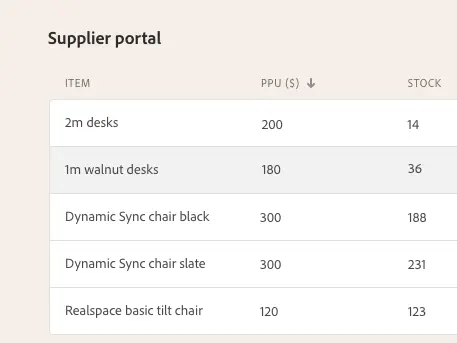 Supplier portal
ITEM PPU ($) STOCK
2m desks 200 14
1m walnut desks 180 36
Dynamic Sync chair black 300 188
Dynamic Sync chair slate 300 231
Realspace basic tilt chair 120 123